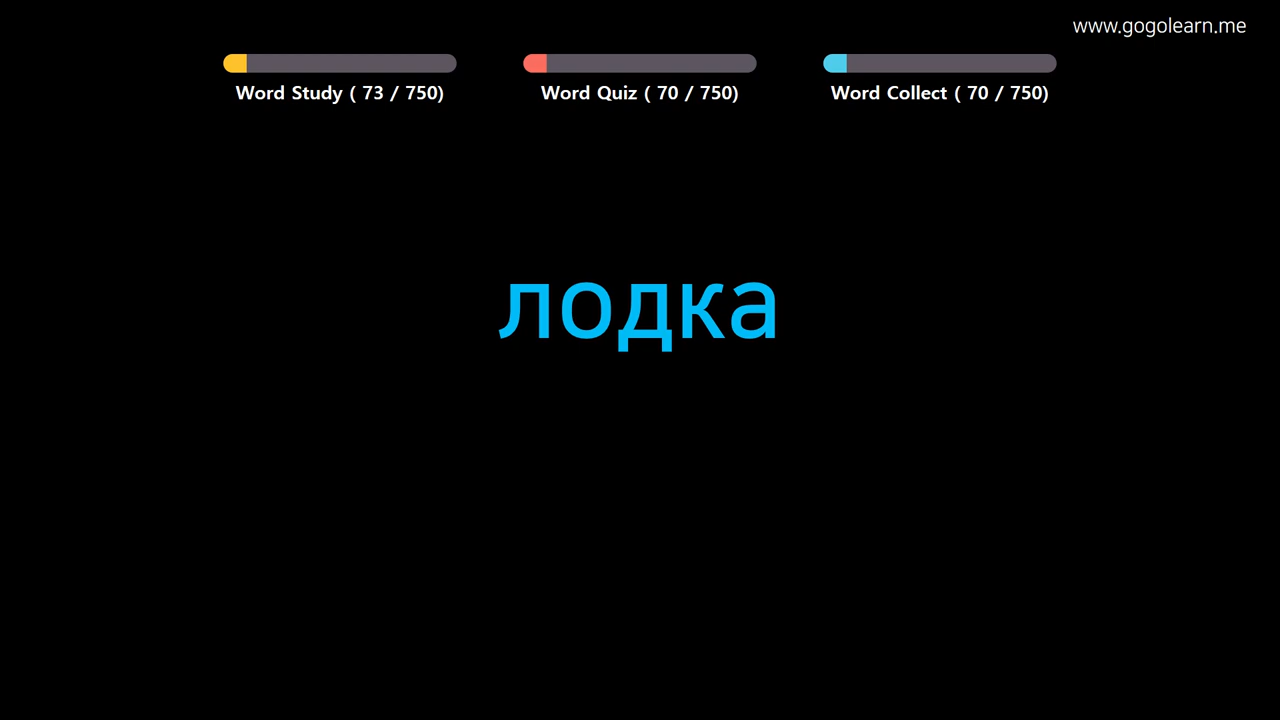 www.gogolearn.me
Word Study ( 73 / 750)
Word Quiz ( 70 / 750)
Word Collect ( 70 / 750)
лодка